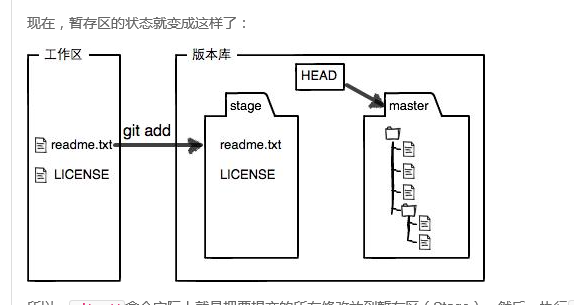 现在，暂存区的状态就变成这样了：
工作区
版本库
HEAD
stage
master
git add
readme.txt
readme.txt
LICENSE
LICENSE